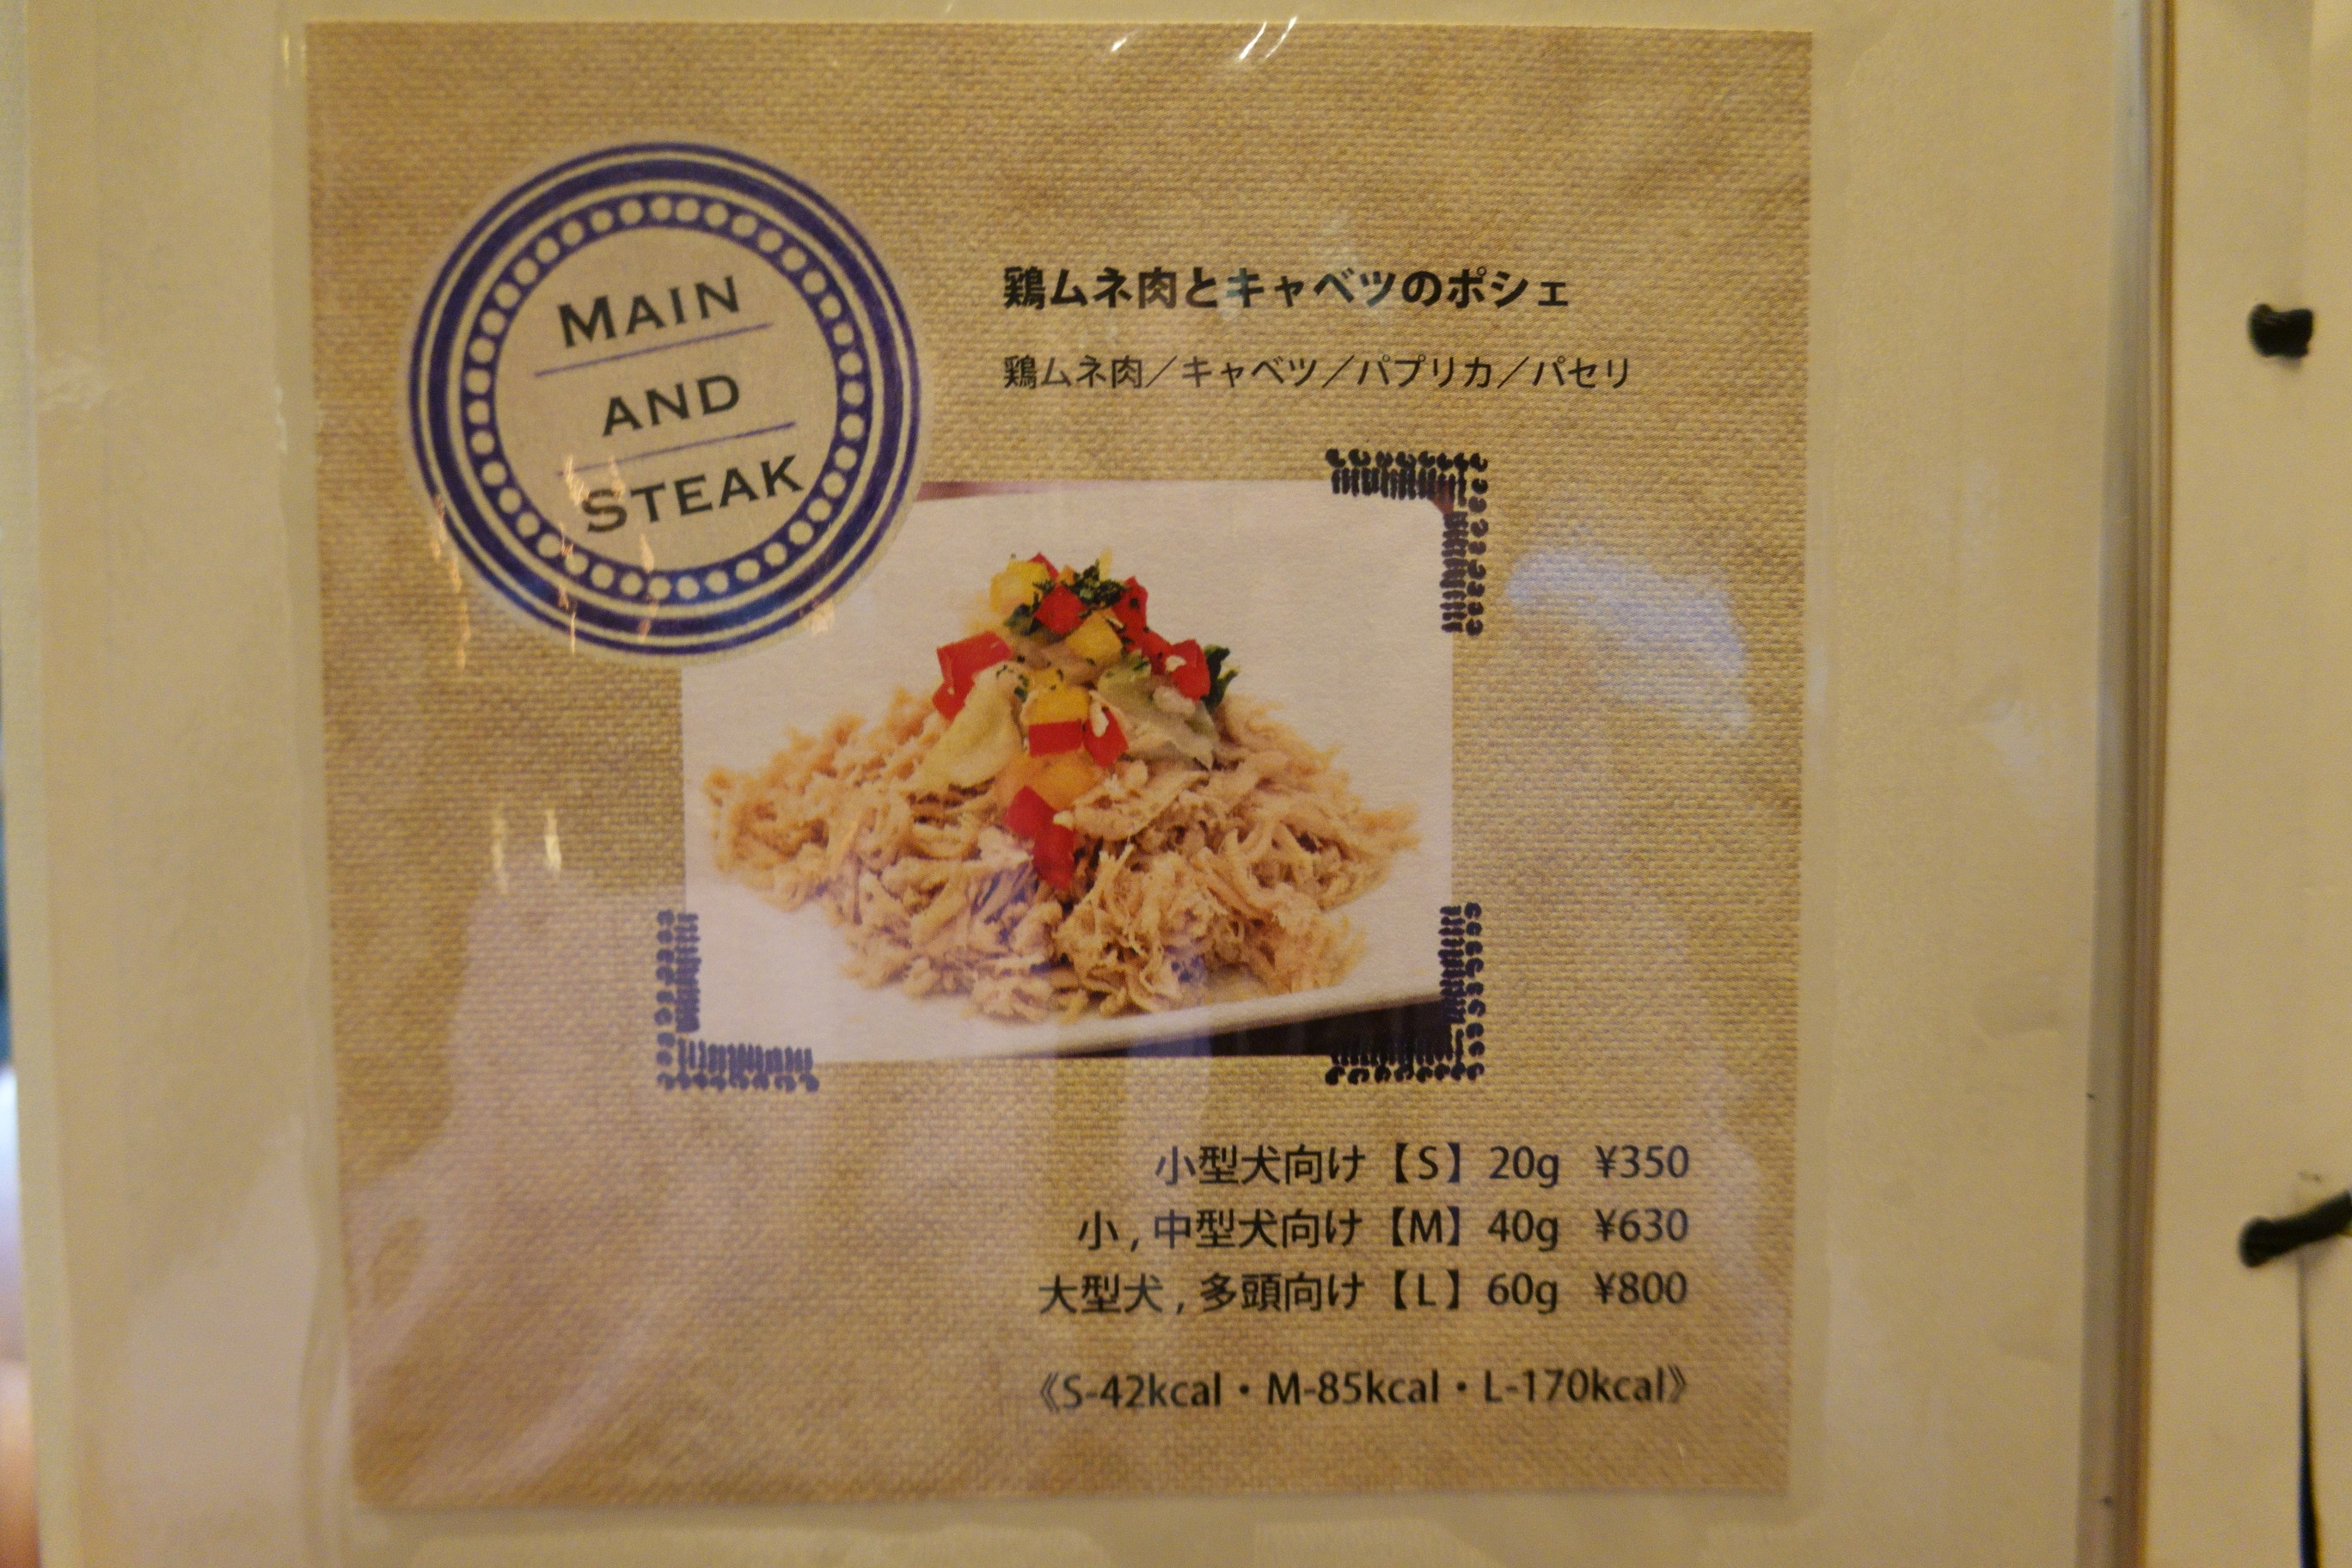 MAIN
AND
STEAK
鶏ムネ肉とキャベツのポシェ
鶏ムネ肉／キャベツ／パプリカ／パセリ
小型犬向け【S】20g ¥350
小,中型犬向け【M】40g ¥630
大型犬,多頭向け【L】60g ¥800
《S-42kcal・M-85kcal・L-170kcal》